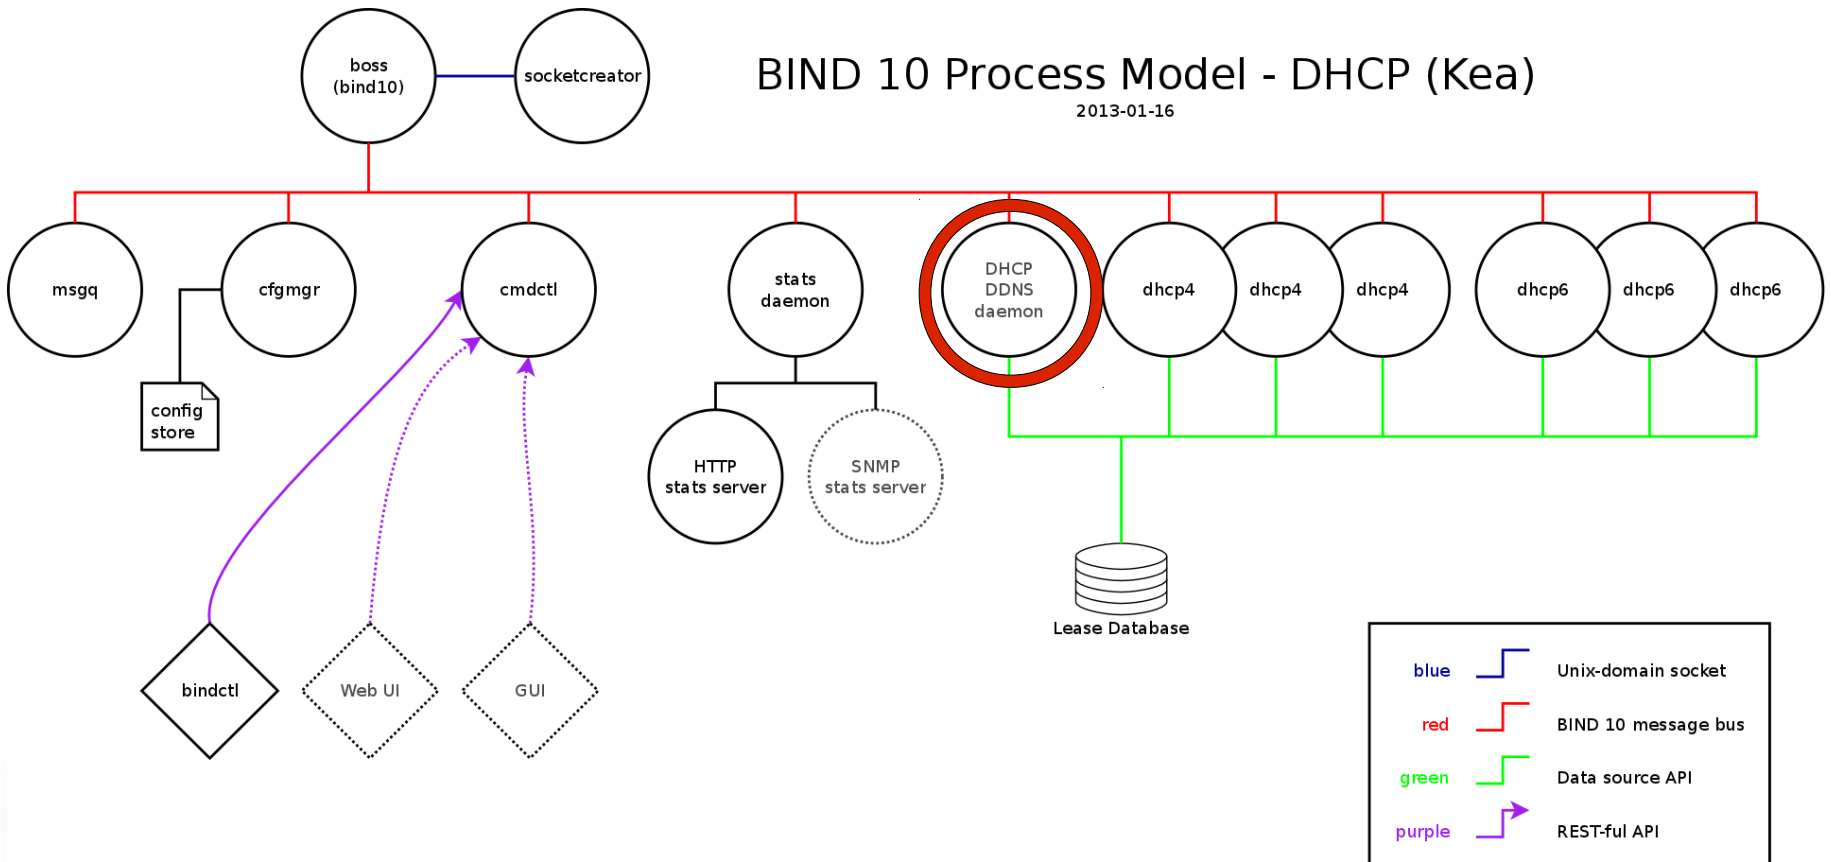 boss
(bind10)
socketcreator
BIND 10 Process Model - DHCP (Kea)
2013-01-16
msgq
cfgmgr
cmdctl
stats
daemon
DHCP
DDNS
daemon
dhcp4
dhcp4
dhcp4
dhcp6
dhcp6
dhcp6
config
store
HTTP
stats server
SNMP
stats server
Lease Database
bindctl
Web UI
GUI
blue Unix-domain socket
red BIND 10 message bus
green Data source API
purple REST-ful API